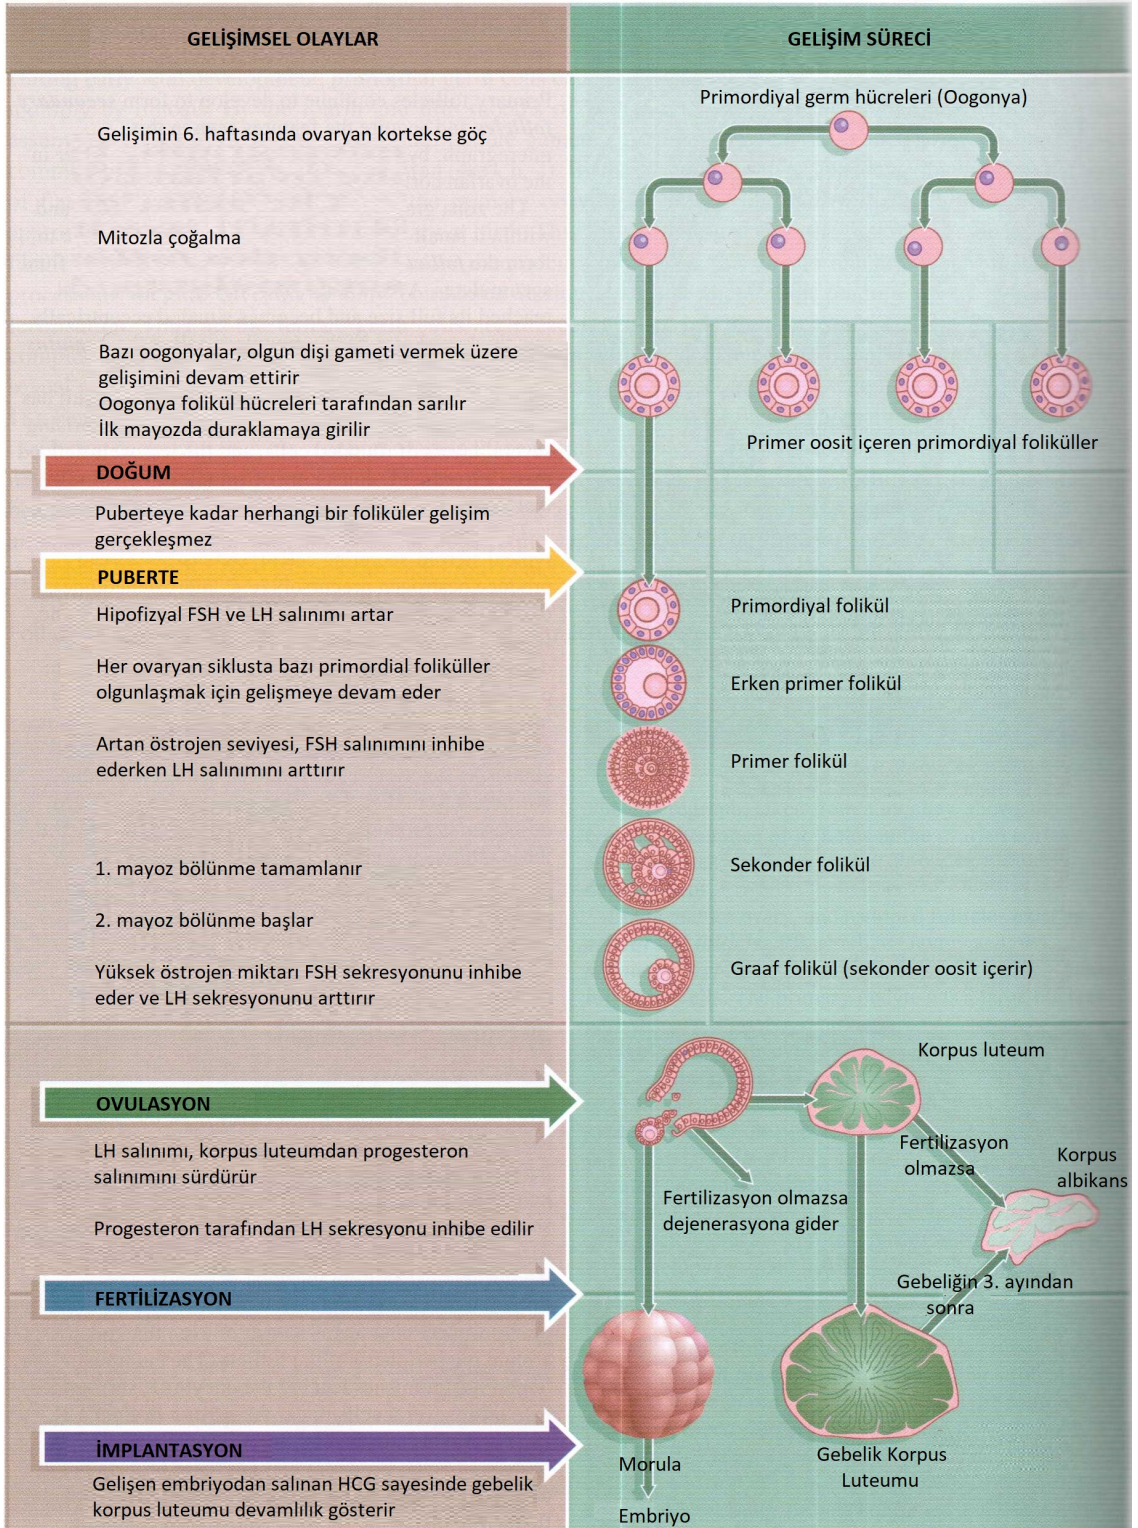 GELİŞİMSEL OLAYLAR
GELİŞİM SÜRECİ
Primordiyal germ hücreleri (Oogonya)
Gelişimin 6. haftasında ovaryan kortekse göç
Mitozla çoğalma
Bazı oogonyalar, olgun dişi gameti vermek üzere
gelişimini devam ettirir
Oogonya folikül hücreleri tarafından sarılır
İlk mayozda duraklamaya girilir
Primer oosit içeren primordiyal foliküller
DOĞUM
Puberteye kadar herhangi bir foliküler gelişim
gerçekleşmez
PUBERTE
Hipofizyal FSH ve LH salınımı artar
Primordiyal folikül
Her ovaryan siklusta bazı primordial foliküller
olgunlaşmak için gelişmeye devam eder
Erken primer folikül
Artan östrojen seviyesi, FSH salınımını inhibe
ederken LH salınımını arttırır
Primer folikül
1. mayoz bölünme tamamlanır
Sekonder folikül
2. mayoz bölünme başlar
Yüksek östrojen miktarı FSH sekresyonunu inhibe
eder ve LH sekresyonunu arttırır
Graaf folikül (sekonder oosit içerir)
Korpus luteum
OVULASYON
LH salınımı, korpus luteumdan progesteron
salınımını sürdürür
Fertilizasyon
olmazsa
Korpus
albikans
Fertilizasyon olmazsa
dejenerasyona gider
Progesteron tarafından LH sekresyonu inhibe edilir
Gebeliğin 3. ayından
sonra
FERTİLİZASYON
İMPLANTASYON
Morula
Gebelik Korpus
Luteumu
Gelişen embriyodan salınan HCG sayesinde gebelik
korpus luteumu devamlılık gösterir
Embriyo